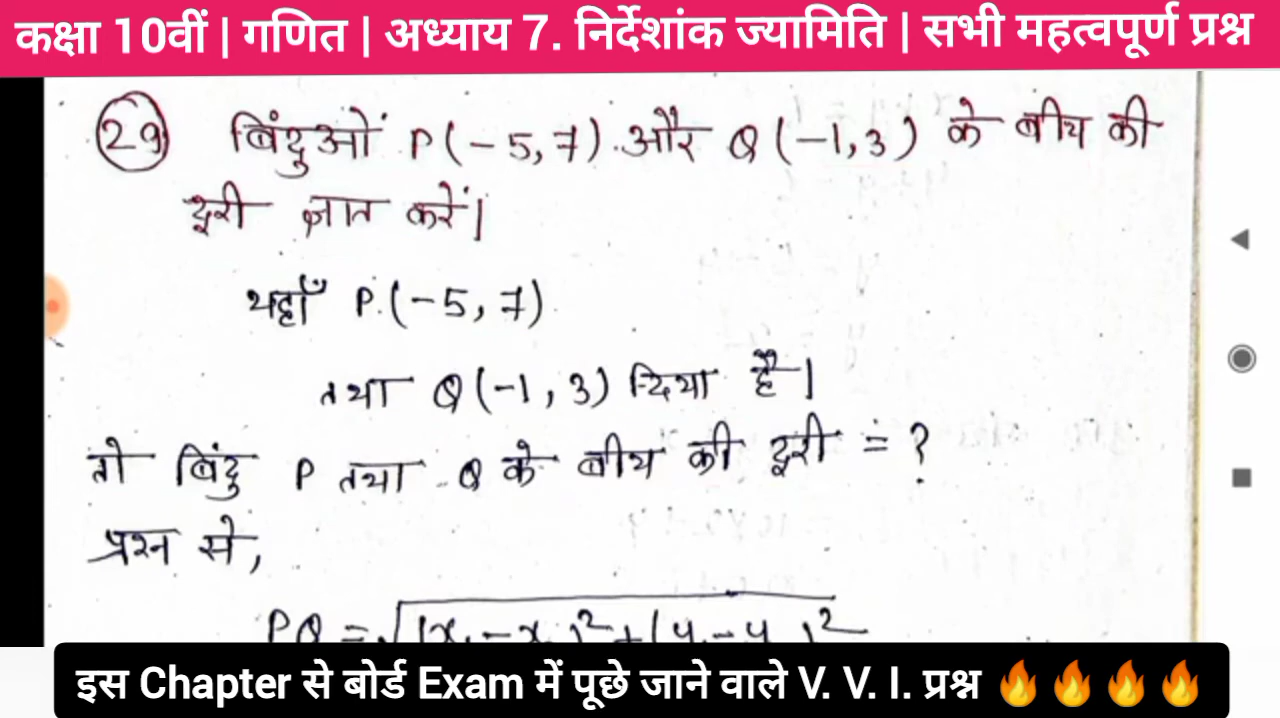 कक्षा 10वीं | गणित | अध्याय 7. निर्देशांक ज्यामिति | सभी महत्वपूर्ण प्रश्न
29 बिंदुओं P(-5,7) और Q(-1,3) के बीच की
दूरी ज्ञात करें।
यहाँ P.(-5,7)
तथा Q(-1,3) दिया है।
तो बिंदु P तथा Q के बीच की दूरी = ?
प्रश्न से,
PQ =
इस Chapter से बोर्ड Exam में पूछे जाने वाले V. V. I. प्रश्न 🔥🔥🔥🔥